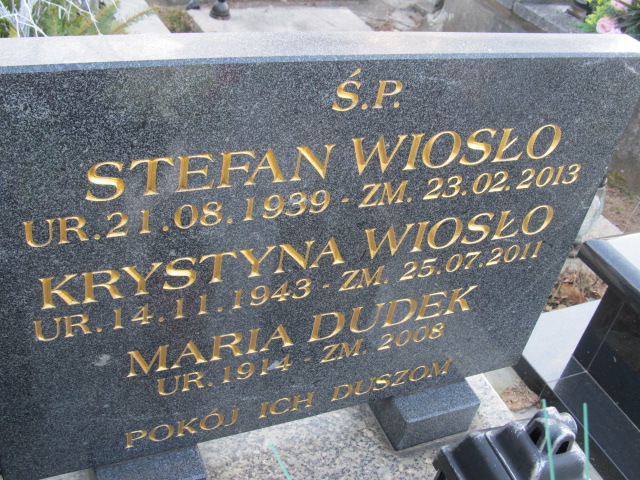 Ś.P.
STEFAN WIOSŁO
UR. 21.08.1939 - ZM. 23.02.2013
KRYSTYNA WIOSŁO
UR. 14.11.1943 - ZM. 25.07.2011
MARIA DUDEK
UR. 1914 - ZM. 2008
POKÓJ ICH DUSZOM